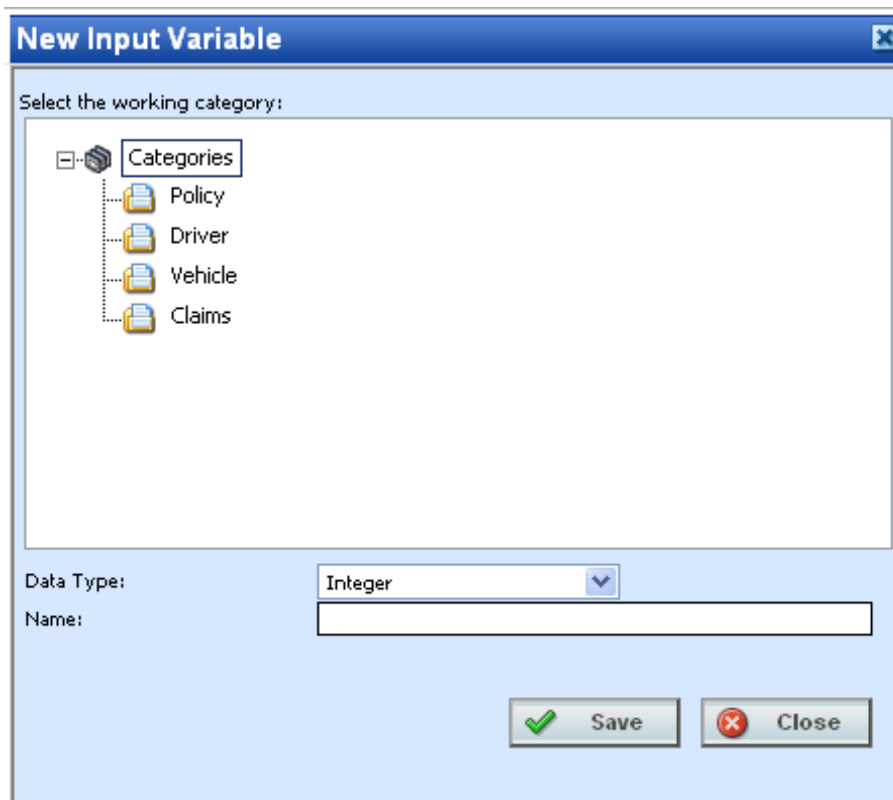 New Input Variable
Select the working category:
Categories
Policy
Driver
Vehicle
Claims
Data Type: Integer
Name:
Save Close